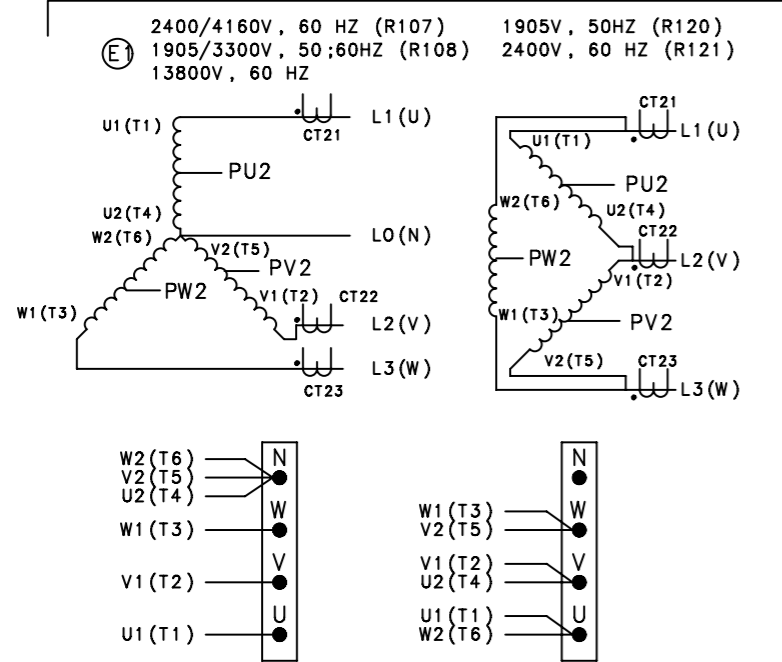 2400/4160V, 60 HZ (R107)
E1 1905/3300V, 50;60HZ (R108)
13800V, 60 HZ
1905V, 50HZ (R120)
2400V, 60 HZ (R121)
U1(T1)
CT21
L1(U)
PU2
U2(T4)
W2(T6)
L0(N)
V2(T5)
PV2
PW2
W1(T3)
V1(T2)
CT22
L2(V)
L3(W)
CT23
CT21
L1(U)
U1(T1)
PU2
W2(T6)
U2(T4)
CT22
PW2
L2(V)
V1(T2)
W1(T3)
PV2
V2(T5)
CT23
L3(W)
W2(T6)
V2(T5)
U2(T4)
W1(T3)
V1(T2)
U1(T1)
N
W
V
U
W1(T3)
V2(T5)
V1(T2)
U2(T4)
U1(T1)
W2(T6)
N
W
V
U